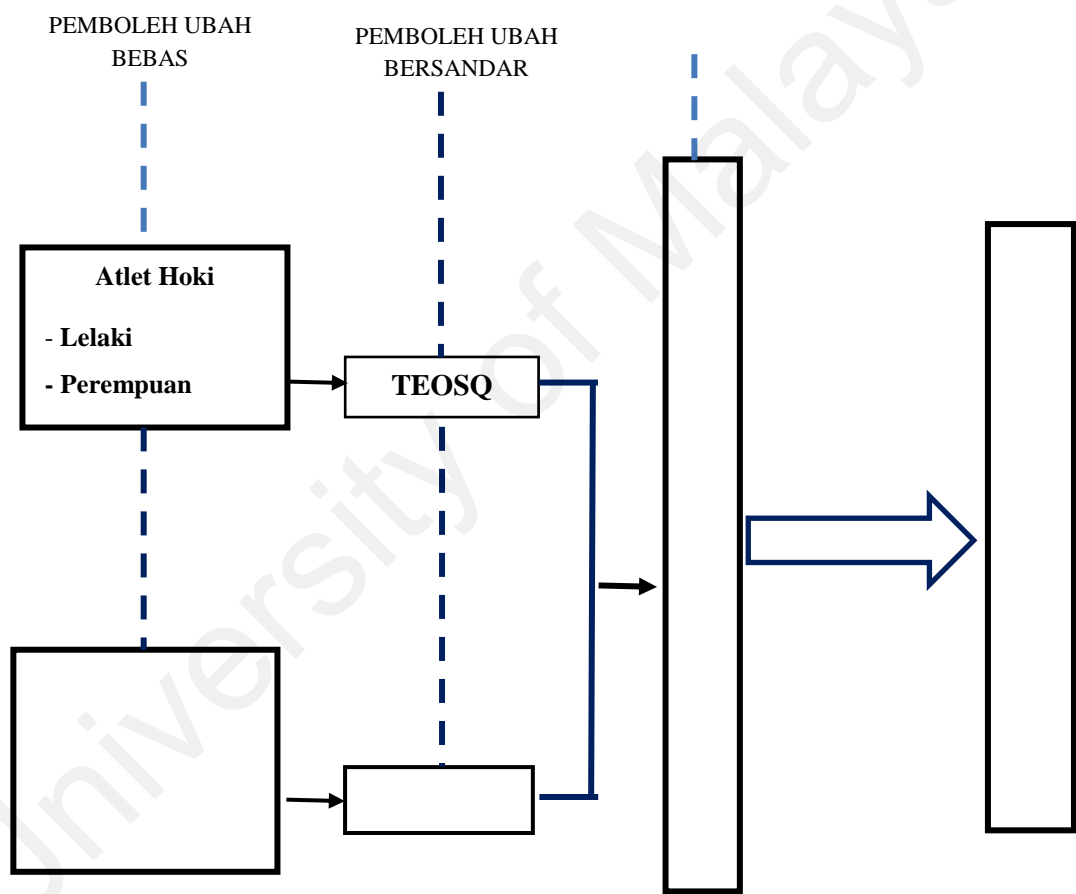 PEMBOLEH UBAH
BEBAS
PEMBOLEH UBAH
BERSANDAR
Atlet Hoki
- Lelaki
- Perempuan
TEOSQ
University of Malaya